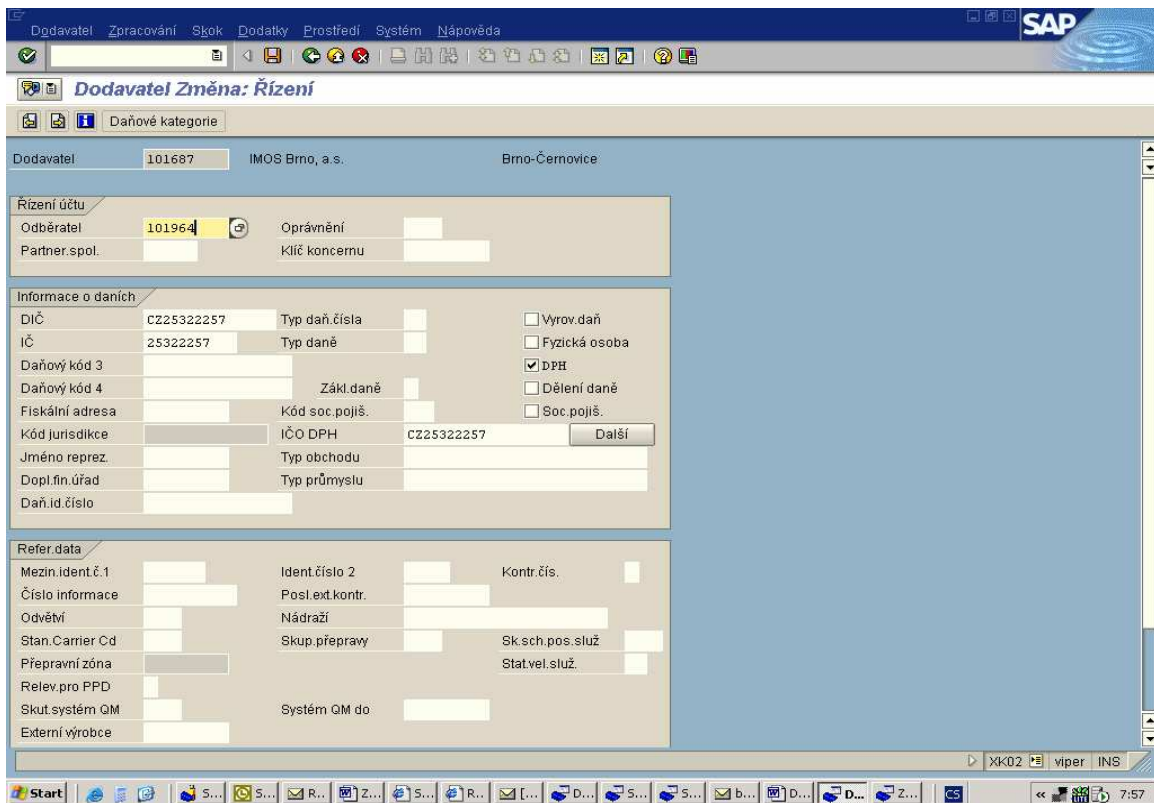 Dodavatel Zpracování Skok Dodatky Prostředí Systém Nápověda
SAP
Dodavatel Změna: Řízení
Daňové kategorie
Dodavatel 101687 IMOS Brno, a.s. Brno-Černovice
Řízení účtu
Odběratel 101964 Oprávnění
Partner.spol. Klíč koncernu
Informace o daních
DIČ CZ25322257 Typ daň.čísla Vyrov.daň
IČ 25322257 Typ daně Fyzická osoba
Daňový kód 3 DPH
Daňový kód 4 Zákl.daně Dělení daně
Fiskální adresa Kód soc.pojiš. Soc.pojiš.
Kód jurisdikce IČO DPH CZ25322257 Další
Jméno reprez. Typ obchodu
Dopl.fin.úřad Typ průmyslu
Daň.id.číslo
Refer.data
Mezin.ident.č.1 Ident.číslo 2 Kontr.čís.
Číslo informace Posl.ext.kontr.
Odvětví Nádraží
Stan.Carrier Cd Skup.přepravy Sk.sch.pos.služ
Přepravní zóna Stat.vel.služ.
Relev.pro PPD
Skut.systém QM Systém QM do
Externí výrobce
XK02 viper INS
Start S... S... R... Z... S... R... [... D... S... S... b... D... D... Z... CS « 7:57